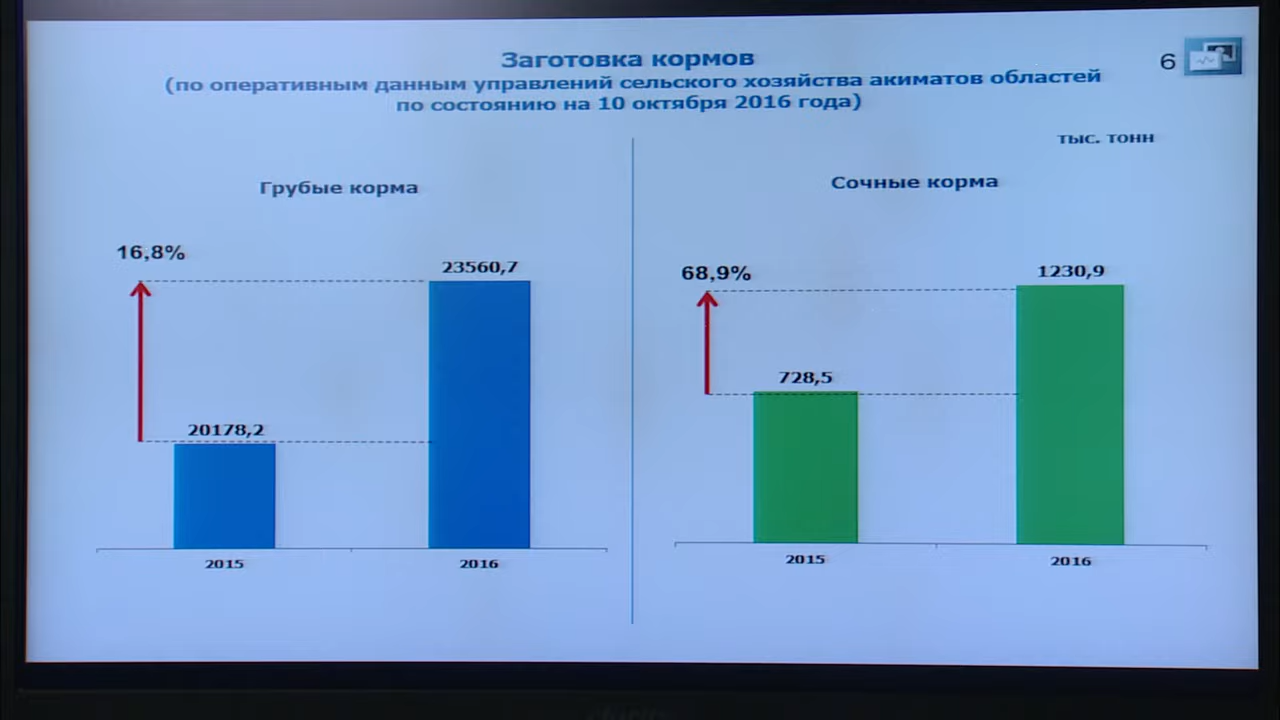 Заготовка кормов
6
(по оперативным данным управлений сельского хозяйства акиматов областей
по состоянию на 10 октября 2016 года)
тыс. тонн
Грубые корма
16,8%
23560,7
20178,2
2015
2016
Сочные корма
68,9%
1230,9
728,5
2015
2016